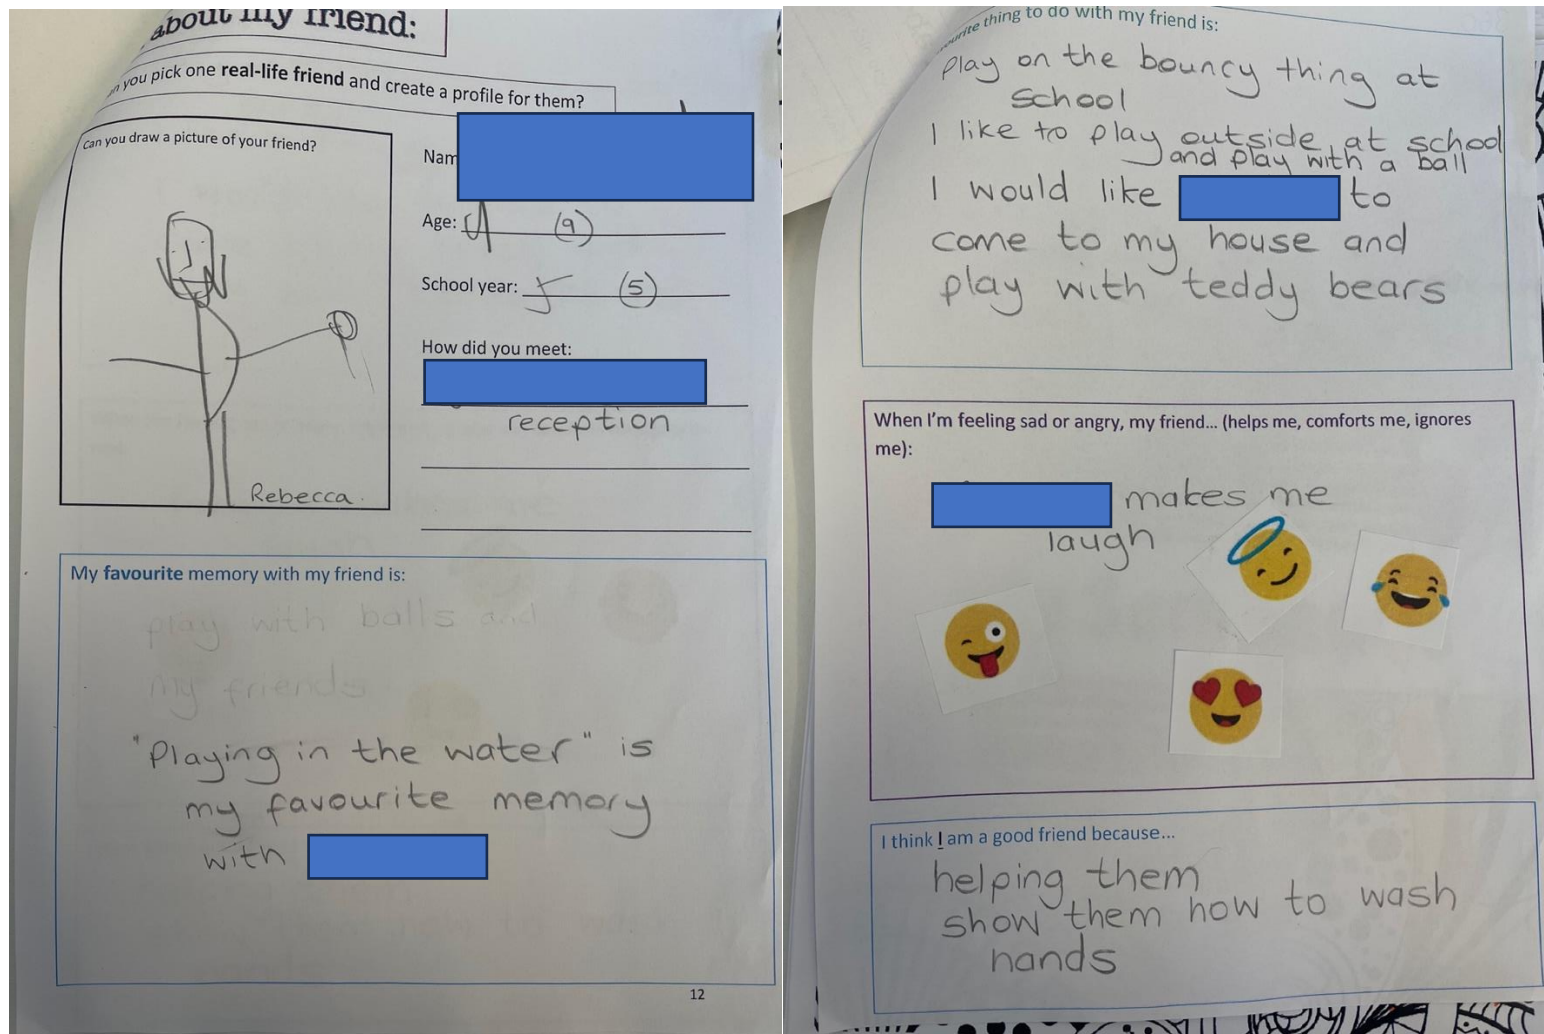 about my friend:
you pick one real-life friend and create a profile for them?
Can you draw a picture of your friend?
Rebecca.
Nam
Age: 9 (9)
School year: 5 (5)
How did you meet:
reception
My favourite memory with my friend is:
play with balls and
my friends
"Playing in the water" is
my favourite memory
with
12
thing to do with my friend is:
play on the bouncy thing at
school
I like to play outside at school
and play with a ball
I would like to
come to my house and
play with teddy bears
When I'm feeling sad or angry, my friend... (helps me, comforts me, ignores
me):
makes me
laugh
I think I am a good friend because...
helping them
show them how to wash
hands